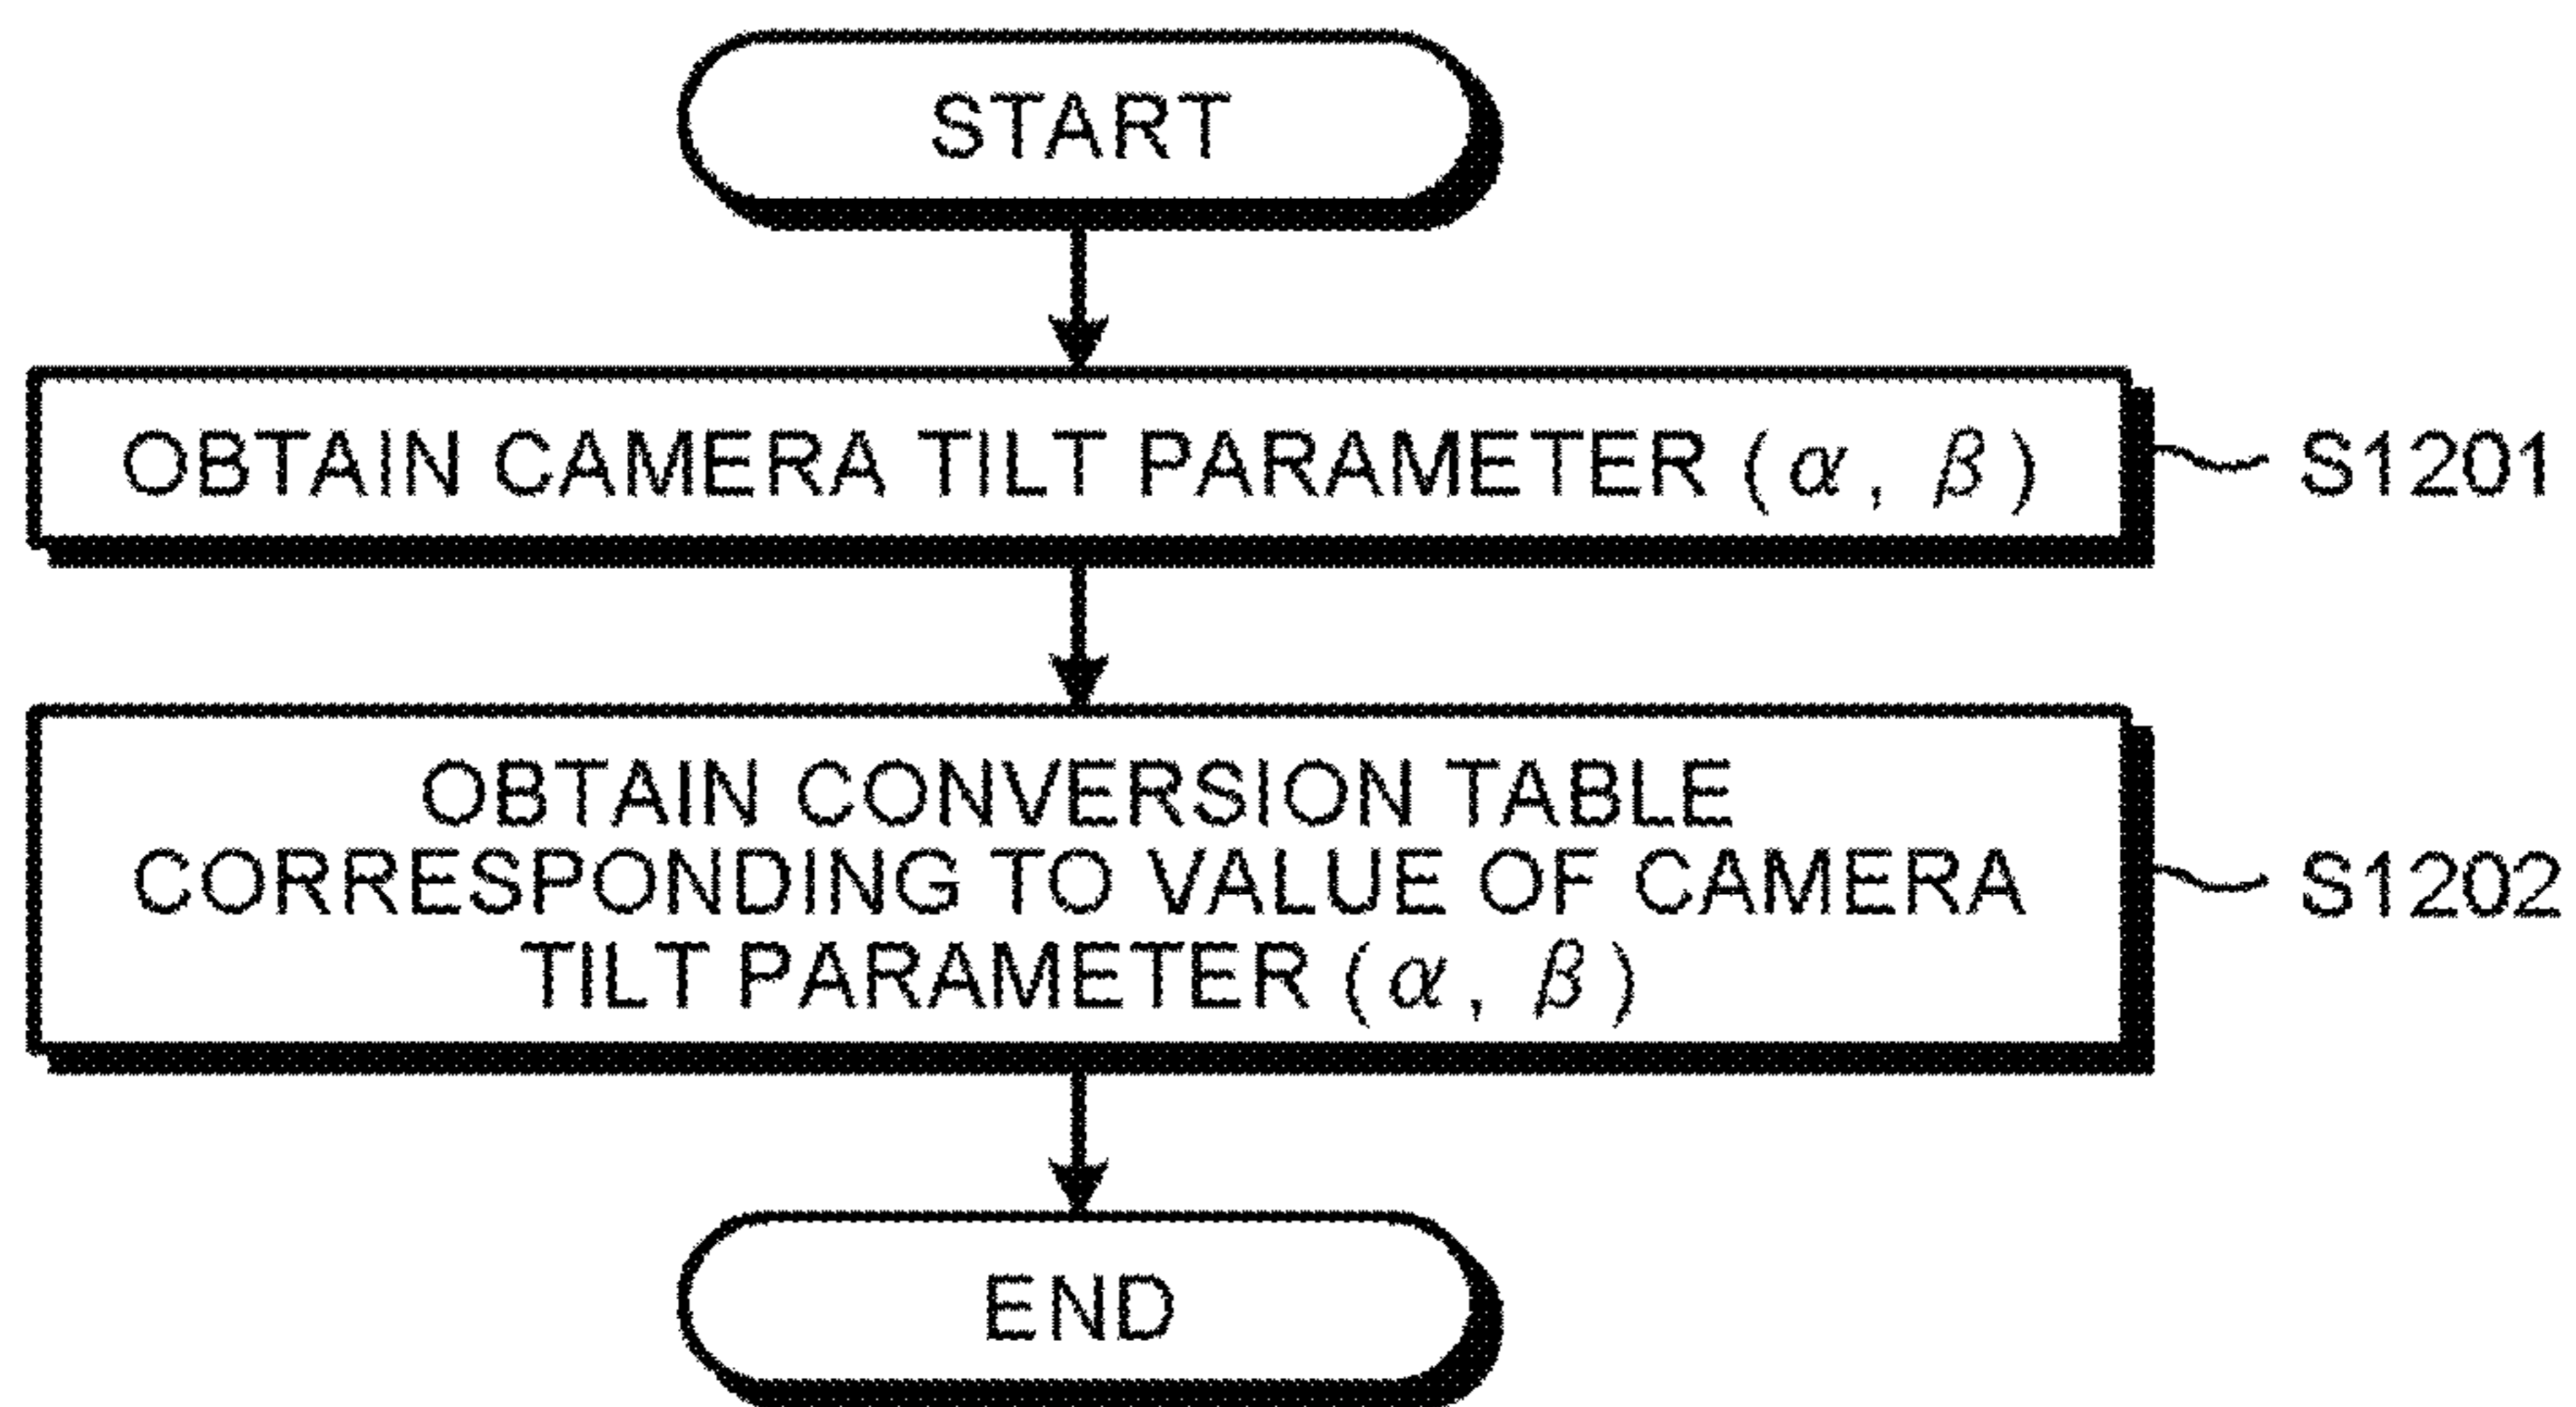 START
OBTAIN CAMERA TILT PARAMETER (α, β)
S1201
OBTAIN CONVERSION TABLE
CORRESPONDING TO VALUE OF CAMERA
TILT PARAMETER (α, β)
S1202
END